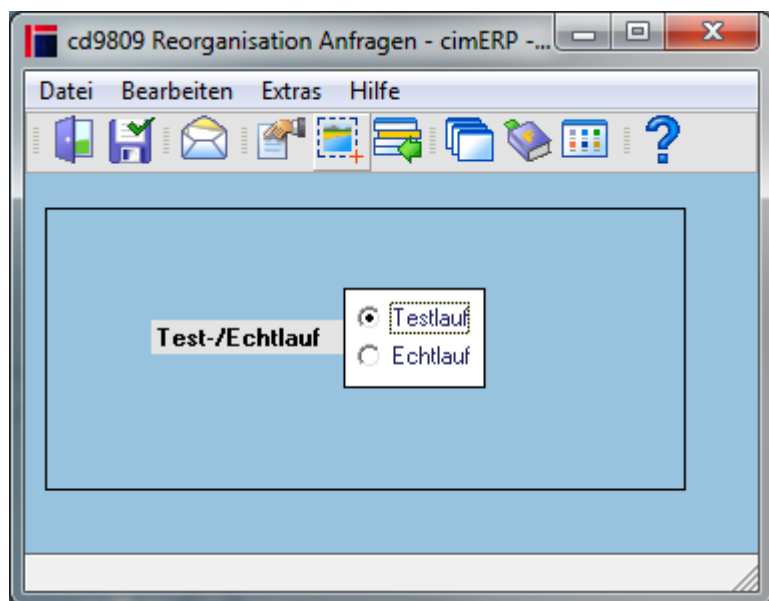 cd9809 Reorganisation Anfragen - cimERP -...
Datei Bearbeiten Extras Hilfe
Test-/Echtlauf
Testlauf
Echtlauf